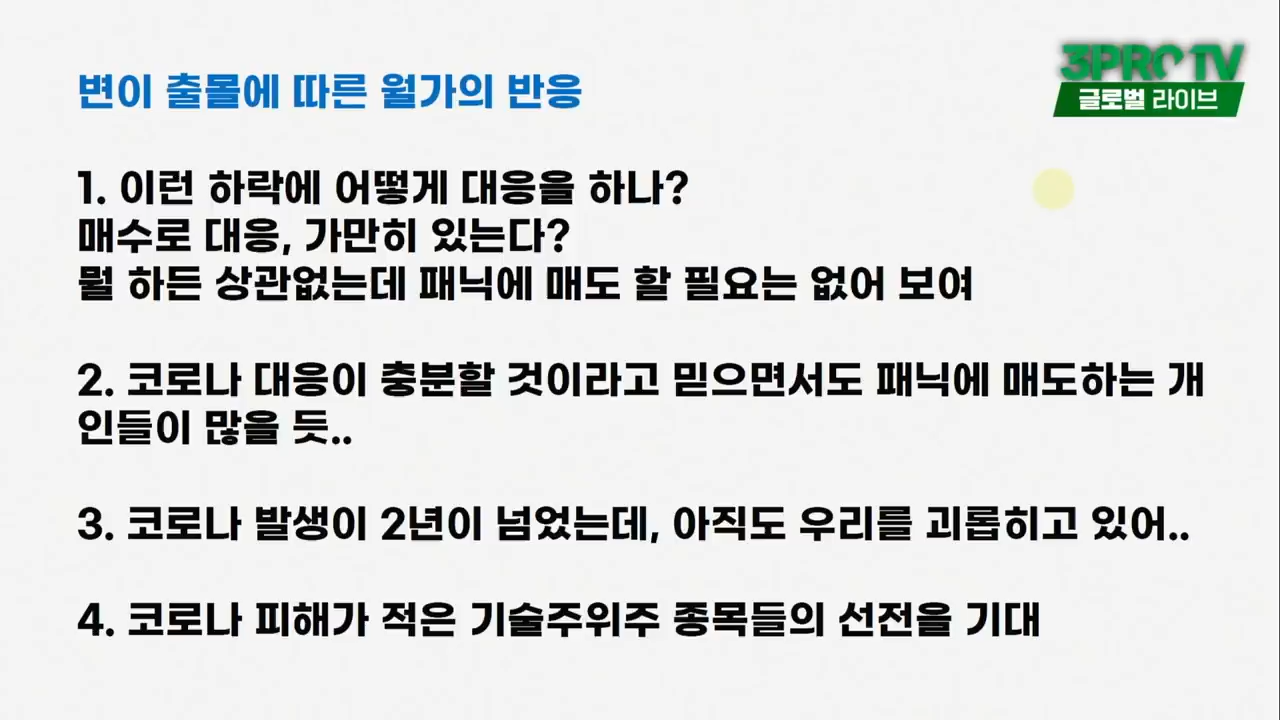 3PRO TV
글로벌 라이브
변이 출몰에 따른 월가의 반응
1. 이런 하락에 어떻게 대응을 하나?
매수로 대응, 가만히 있는다?
뭘 하든 상관없는데 패닉에 매도 할 필요는 없어 보여
2. 코로나 대응이 충분할 것이라고 믿으면서도 패닉에 매도하는 개
인들이 많을 듯..
3. 코로나 발생이 2년이 넘었는데, 아직도 우리를 괴롭히고 있어..
4. 코로나 피해가 적은 기술주위주 종목들의 선전을 기대